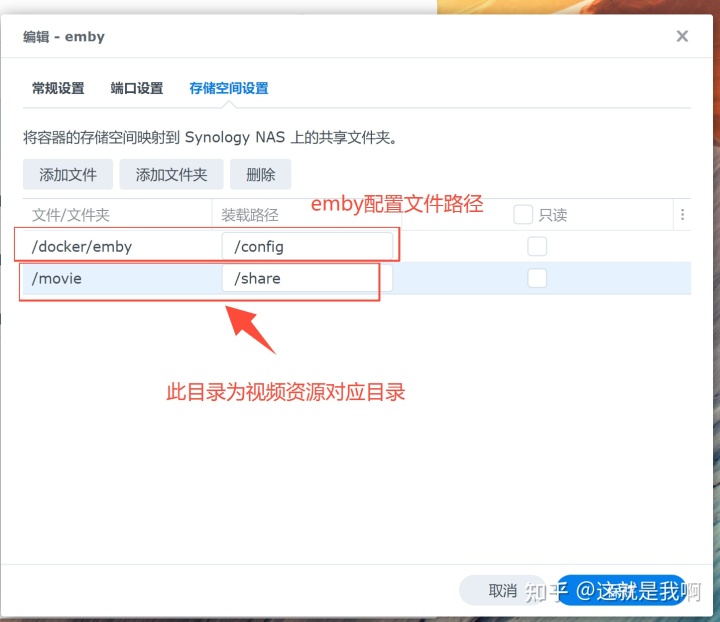 编辑 - emby
常规设置 端口设置 存储空间设置
将容器的存储空间映射到 Synology NAS 上的共享文件夹。
添加文件 添加文件夹 删除
emby配置文件路径
文件/文件夹 装载路径 只读
/docker/emby /config
/movie /share
此目录为视频资源对应目录
取消
知乎 @这就是我啊